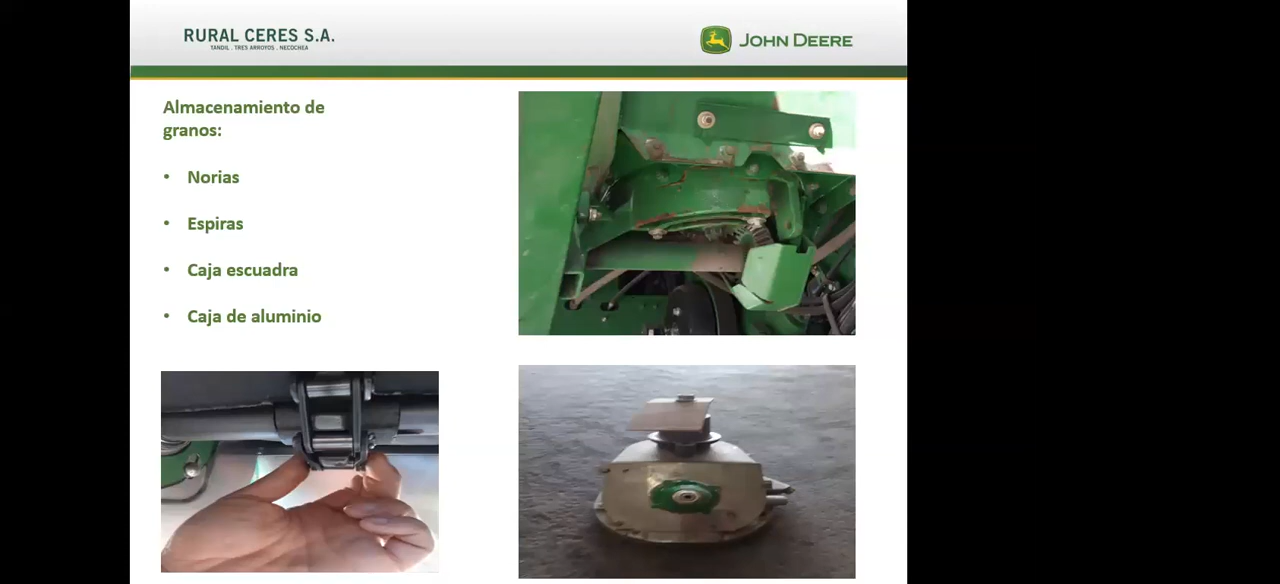 RURAL CERES S.A.
TANDIL . TRES ARROYOS . NECOCHEA
JOHN DEERE
Almacenamiento de
granos:
• Norias
• Espiras
• Caja escuadra
• Caja de aluminio